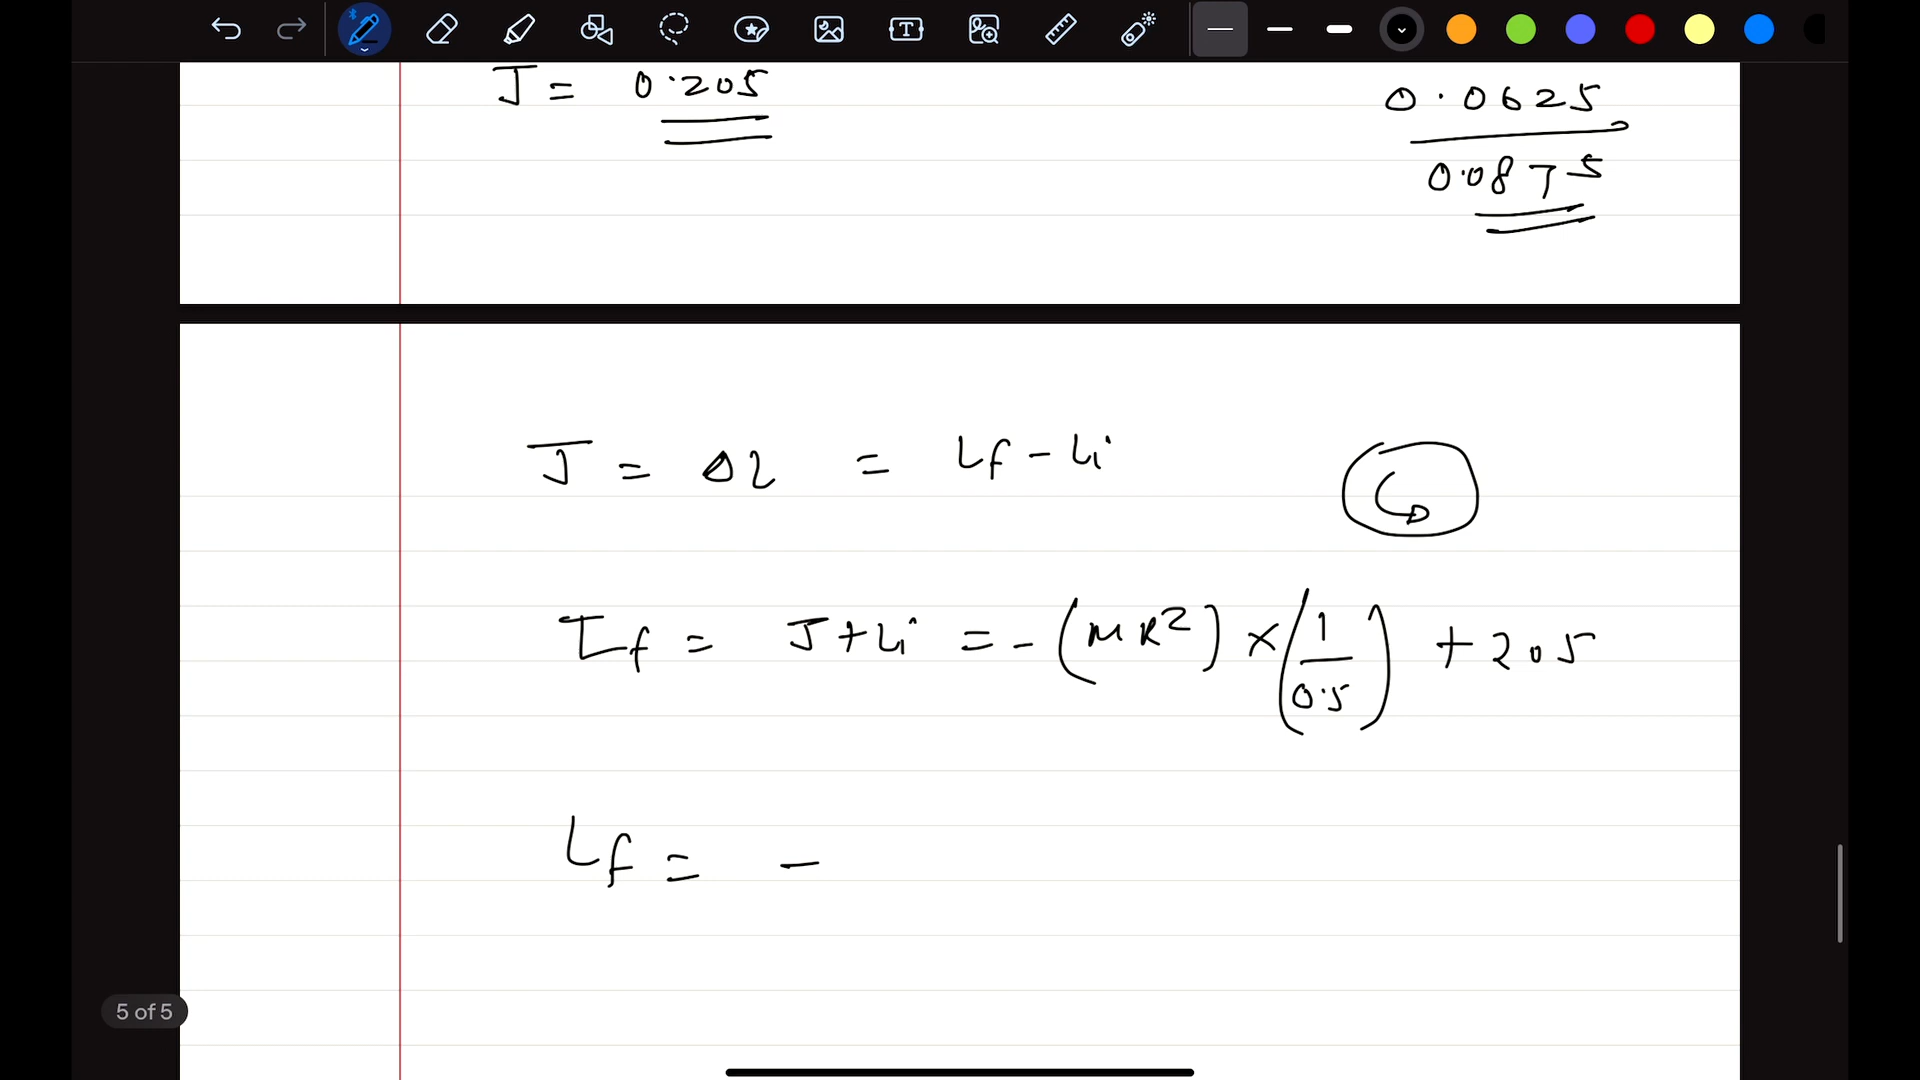 J = 0.205
0.0625
0.0875
J = ΔL = Lf - Li
Lf = J + Li = - (MR²) × (1/0.5) + 205
Lf = -
5 of 5